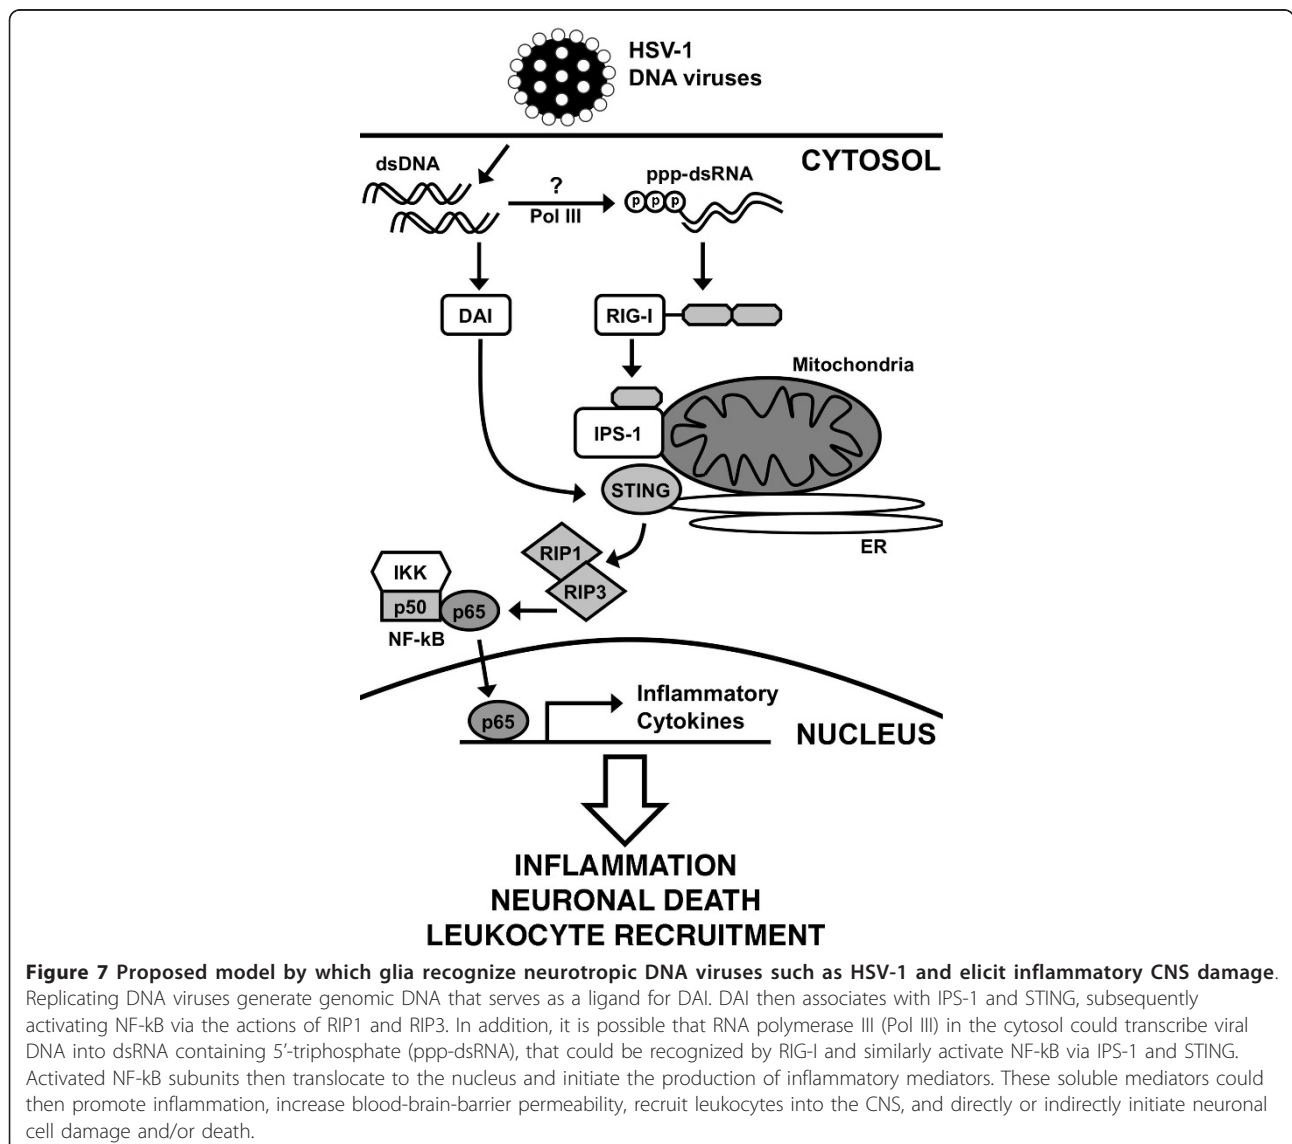 HSV-1
DNA viruses
CYTOSOL
dsDNA
?
Pol III
ppp-dsRNA
p p p
DAI
RIG-I
Mitochondria
IPS-1
STING
ER
RIP1
RIP3
IKK
p50
p65
NF-kB
p65
Inflammatory
Cytokines
NUCLEUS
INFLAMMATION
NEURONAL DEATH
LEUKOCYTE RECRUITMENT
Figure 7 Proposed model by which glia recognize neurotropic DNA viruses such as HSV-1 and elicit inflammatory CNS damage.
Replicating DNA viruses generate genomic DNA that serves as a ligand for DAI. DAI then associates with IPS-1 and STING, subsequently
activating NF-kB via the actions of RIP1 and RIP3. In addition, it is possible that RNA polymerase III (Pol III) in the cytosol could transcribe viral
DNA into dsRNA containing 5’-triphosphate (ppp-dsRNA), that could be recognized by RIG-I and similarly activate NF-kB via IPS-1 and STING.
Activated NF-kB subunits then translocate to the nucleus and initiate the production of inflammatory mediators. These soluble mediators could
then promote inflammation, increase blood-brain-barrier permeability, recruit leukocytes into the CNS, and directly or indirectly initiate neuronal
cell damage and/or death.